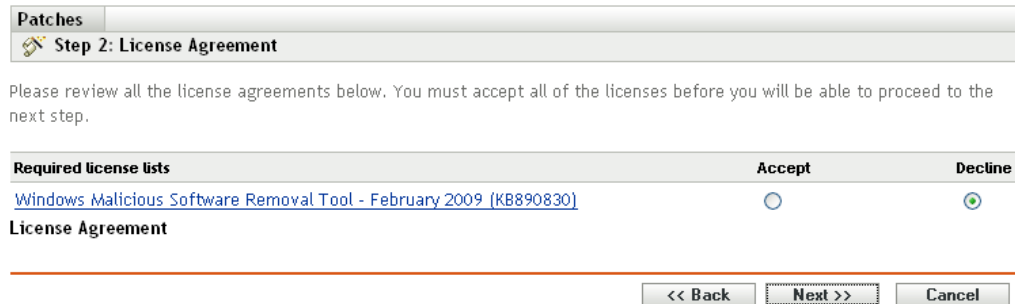 Patches
Step 2: License Agreement
Please review all the license agreements below. You must accept all of the licenses before you will be able to proceed to the
next step.
Required license lists Accept Decline
Windows Malicious Software Removal Tool - February 2009 (KB890830)
License Agreement
<< Back Next >> Cancel